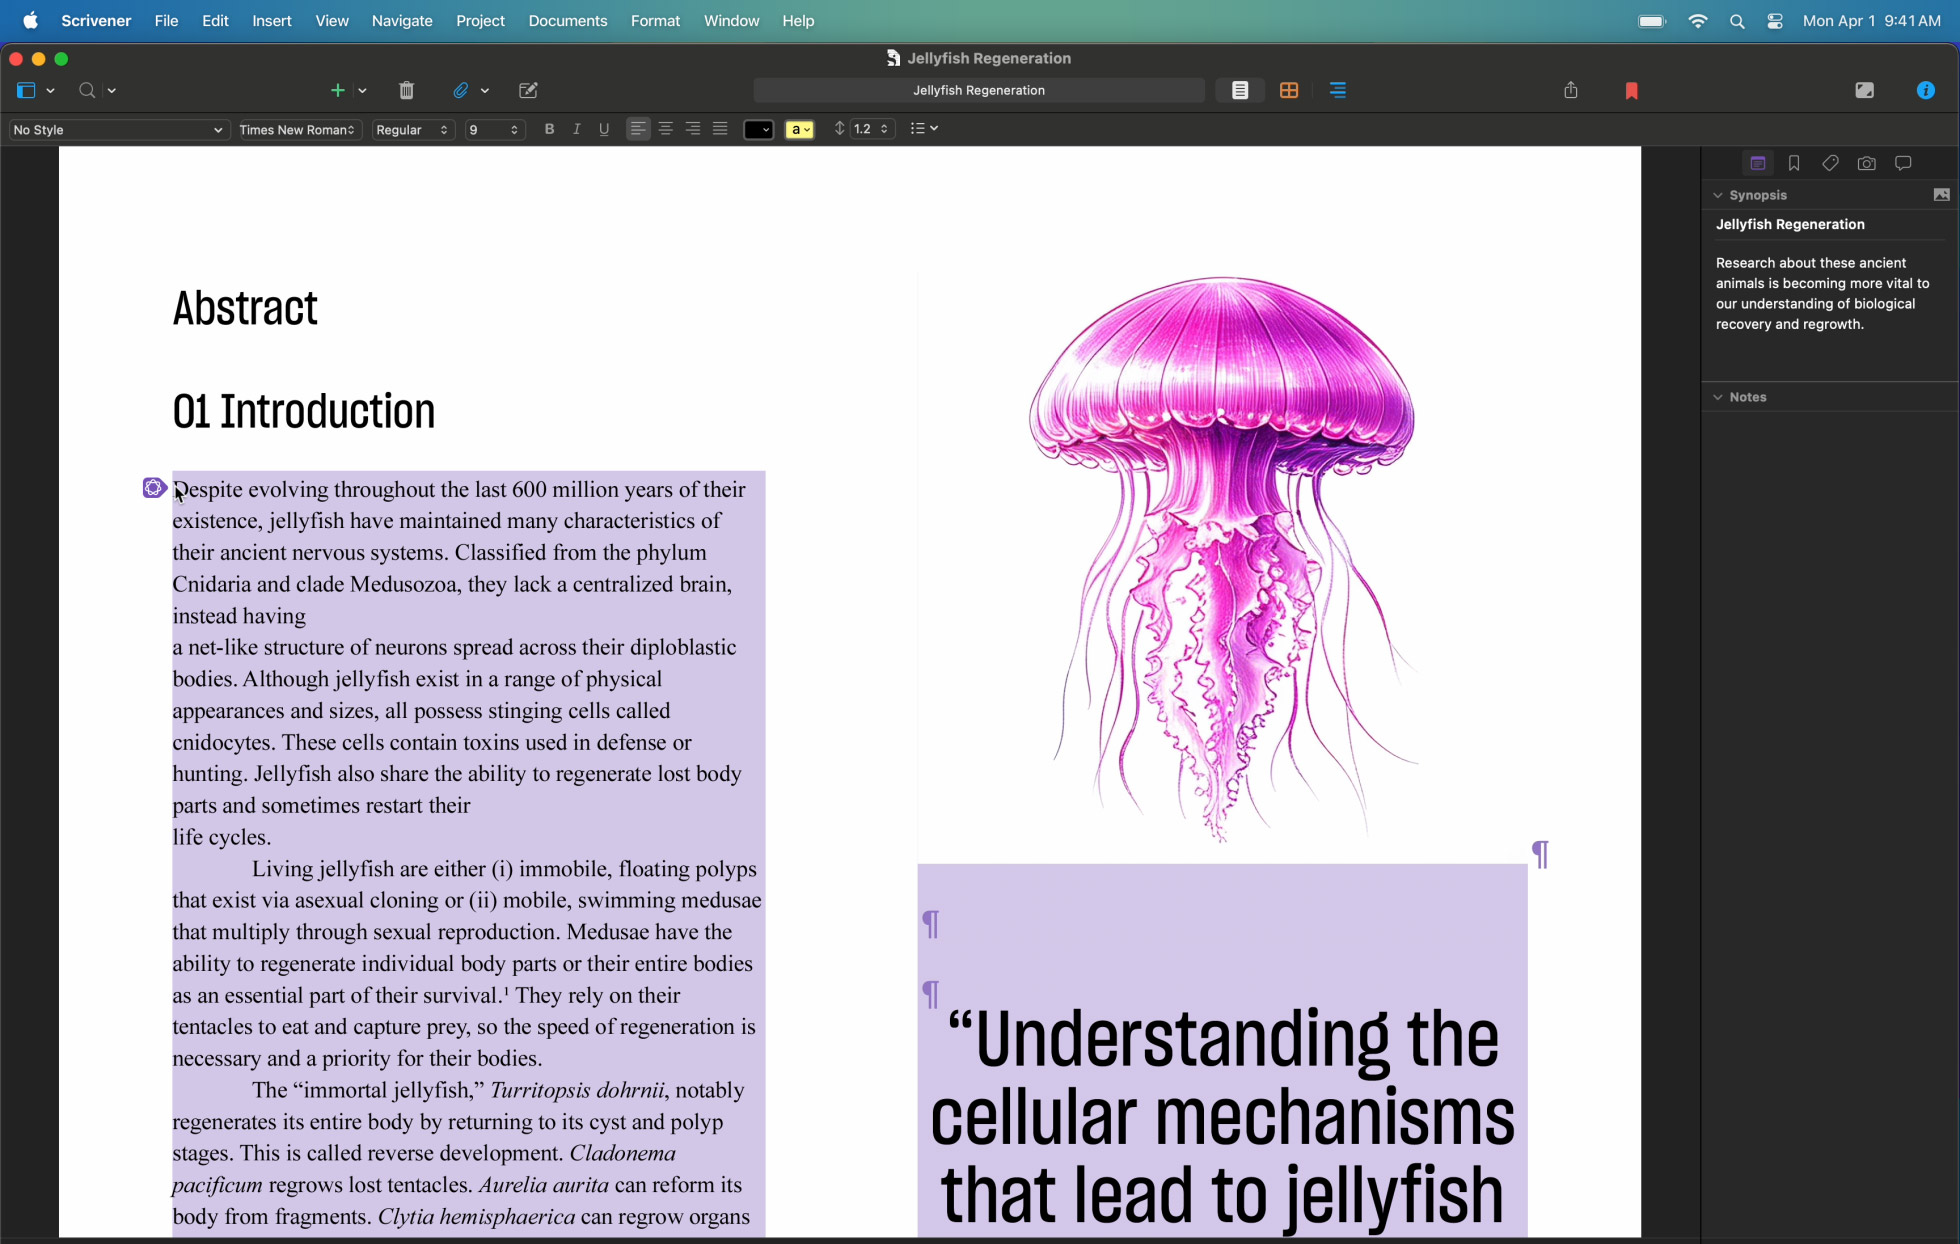 Scrivener File Edit Insert View Navigate Project Documents Format Window Help
Mon Apr 1 9:41 AM
Jellyfish Regeneration
Jellyfish Regeneration
No Style
Times New Roman
Regular
9
B I U
a
1.2
Abstract
01 Introduction
Despite evolving throughout the last 600 million years of their
existence, jellyfish have maintained many characteristics of
their ancient nervous systems. Classified from the phylum
Cnidaria and clade Medusozoa, they lack a centralized brain,
instead having
a net-like structure of neurons spread across their diploblastic
bodies. Although jellyfish exist in a range of physical
appearances and sizes, all possess stinging cells called
cnidocytes. These cells contain toxins used in defense or
hunting. Jellyfish also share the ability to regenerate lost body
parts and sometimes restart their
life cycles.
Living jellyfish are either (i) immobile, floating polyps
that exist via asexual cloning or (ii) mobile, swimming medusae
that multiply through sexual reproduction. Medusae have the
ability to regenerate individual body parts or their entire bodies
as an essential part of their survival.¹ They rely on their
tentacles to eat and capture prey, so the speed of regeneration is
necessary and a priority for their bodies.
The “immortal jellyfish,” Turritopsis dohrnii, notably
regenerates its entire body by returning to its cyst and polyp
stages. This is called reverse development. Cladonema
pacificum regrows lost tentacles. Aurelia aurita can reform its
body from fragments. Clytia hemisphaerica can regrow organs
¶
¶
¶
“Understanding the
cellular mechanisms
that lead to jellyfish
Synopsis
Jellyfish Regeneration
Research about these ancient
animals is becoming more vital to
our understanding of biological
recovery and regrowth.
Notes